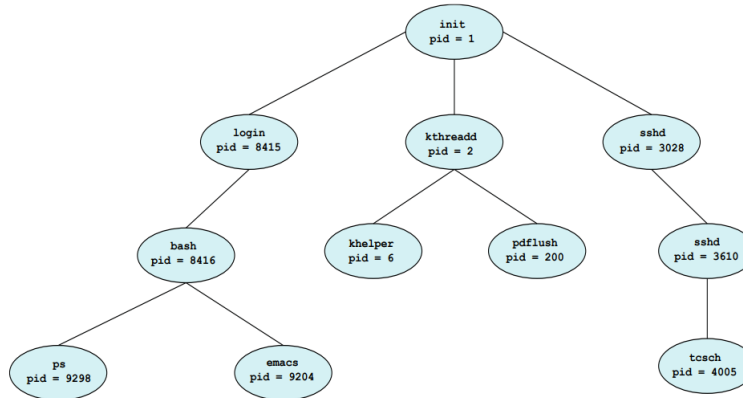 init
pid = 1
login
pid = 8415
kthreadd
pid = 2
sshd
pid = 3028
bash
pid = 8416
khelper
pid = 6
pdflush
pid = 200
sshd
pid = 3610
ps
pid = 9298
emacs
pid = 9204
tcsch
pid = 4005